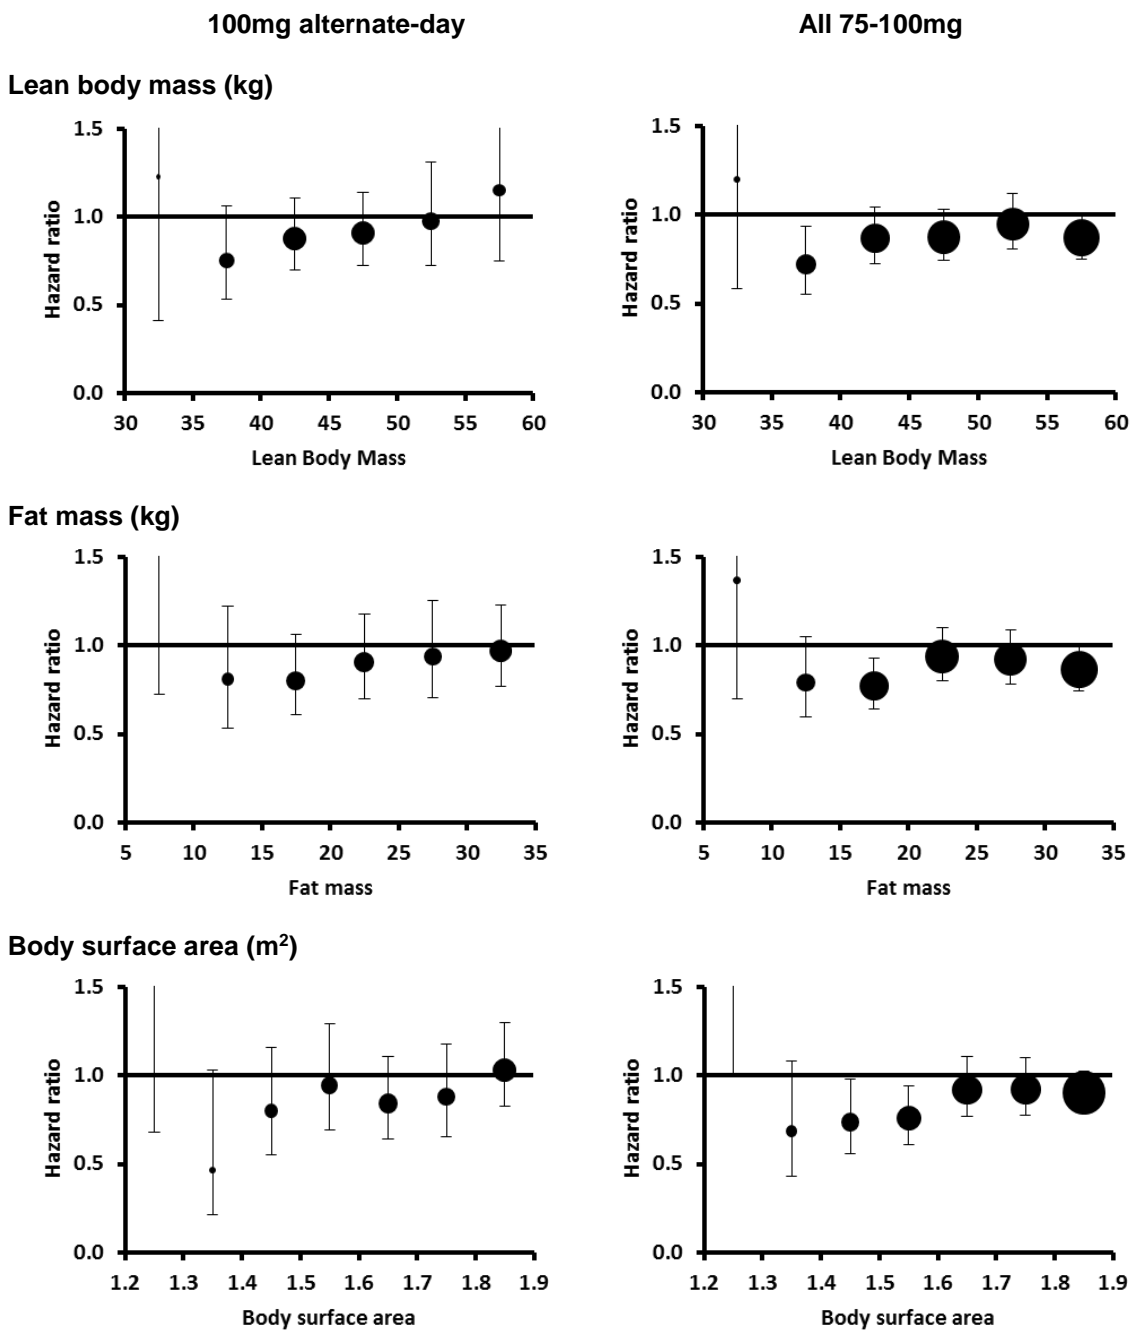 100mg alternate-day
All 75-100mg
Lean body mass (kg)
Hazard ratio
1.5
1.0
0.5
0.0
30 35 40 45 50 55 60
Lean Body Mass
Hazard ratio
1.5
1.0
0.5
0.0
30 35 40 45 50 55 60
Lean Body Mass
Fat mass (kg)
Hazard ratio
1.5
1.0
0.5
0.0
5 10 15 20 25 30 35
Fat mass
Hazard ratio
1.5
1.0
0.5
0.0
5 10 15 20 25 30 35
Fat mass
Body surface area (m²)
Hazard ratio
1.5
1.0
0.5
0.0
1.2 1.3 1.4 1.5 1.6 1.7 1.8 1.9
Body surface area
Hazard ratio
1.5
1.0
0.5
0.0
1.2 1.3 1.4 1.5 1.6 1.7 1.8 1.9
Body surface area